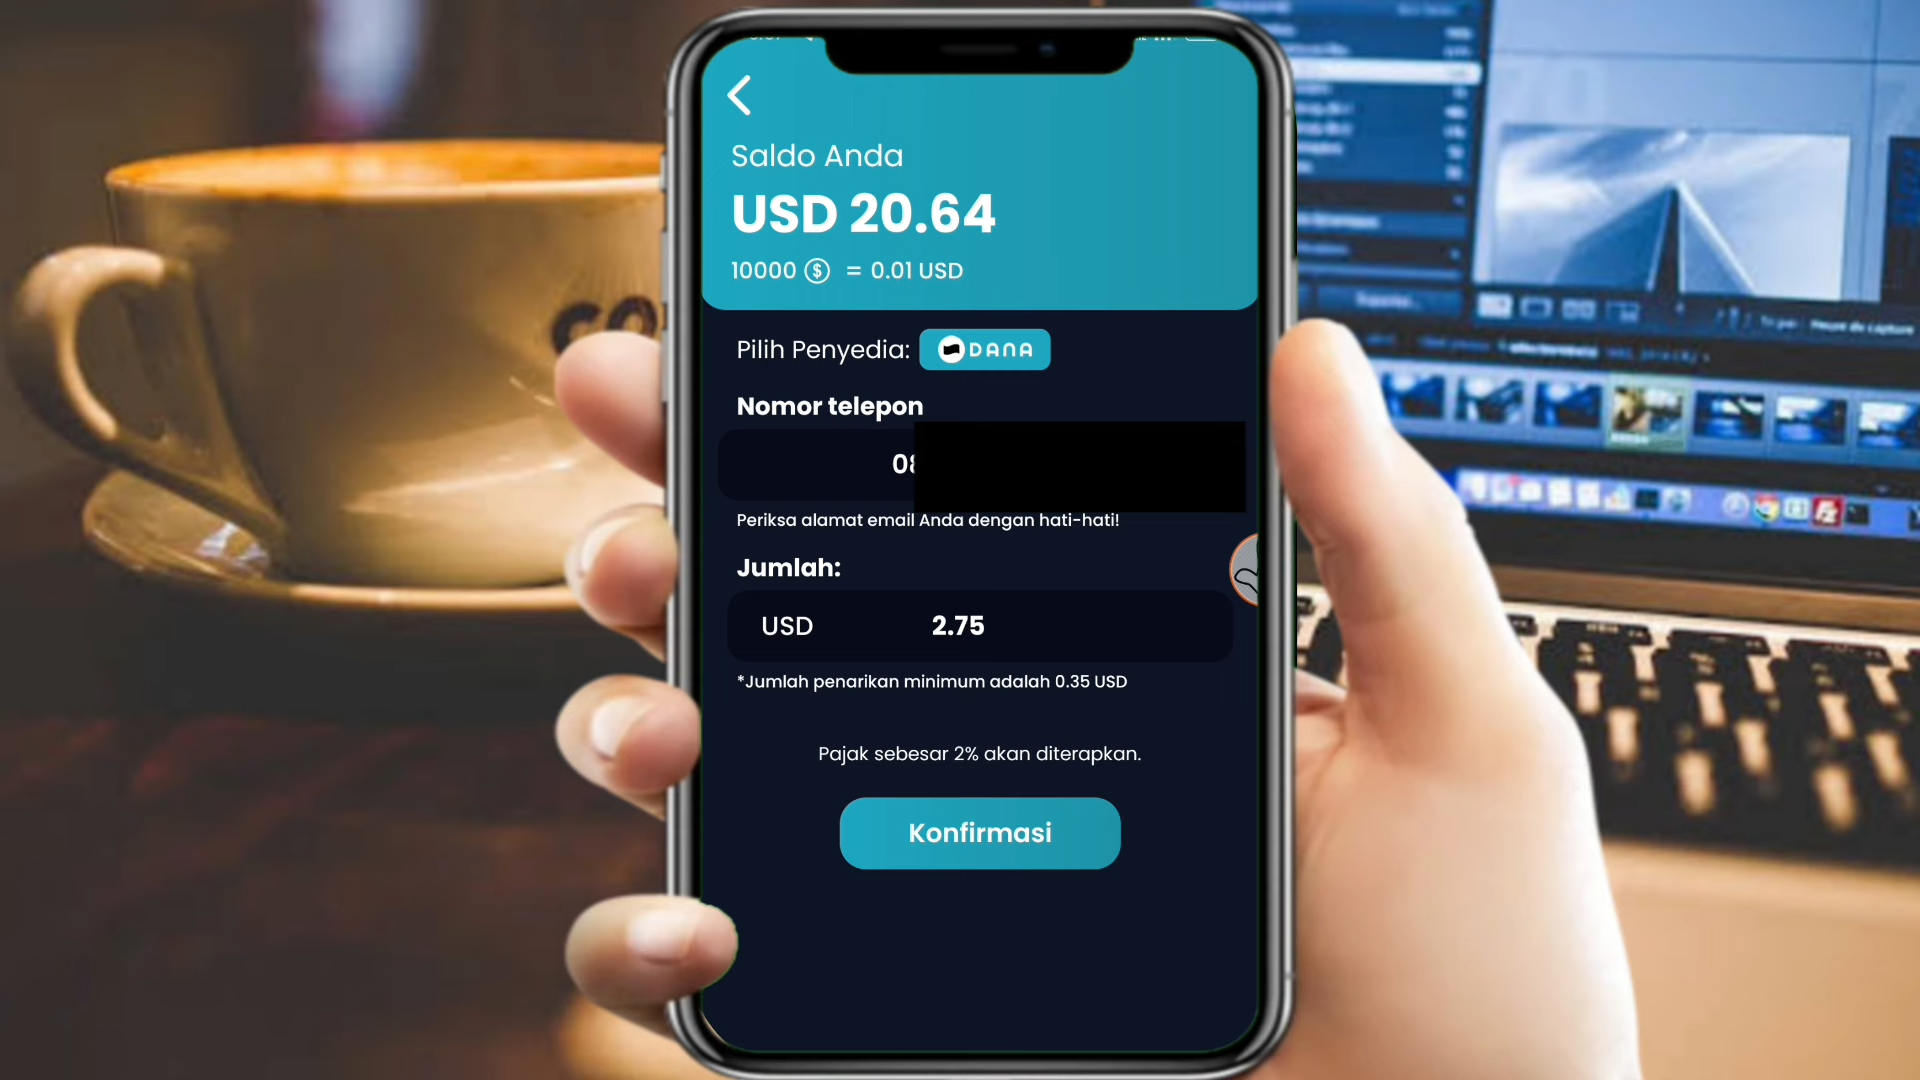 Saldo Anda
USD 20.64
10000 $ = 0.01 USD
Pilih Penyedia: DANA
Nomor telepon
08
Periksa alamat email Anda dengan hati-hati!
Jumlah:
USD 2.75
*Jumlah penarikan minimum adalah 0.35 USD
Pajak sebesar 2% akan diterapkan.
Konfirmasi
CO